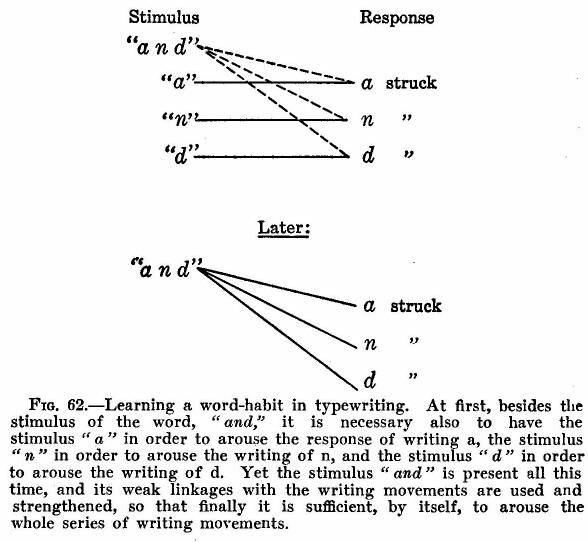 Stimulus Response
"a n d"
"a" a struck
"n" n "
"d" d "
Later:
"a n d"
a struck
n "
d "
FIG. 62.—Learning a word-habit in typewriting. At first, besides the
stimulus of the word, "and," it is necessary also to have the
stimulus "a" in order to arouse the response of writing a, the stimulus
"n" in order to arouse the writing of n, and the stimulus "d" in order
to arouse the writing of d. Yet the stimulus "and" is present all this
time, and its weak linkages with the writing movements are used and
strengthened, so that finally it is sufficient, by itself, to arouse the
whole series of writing movements.